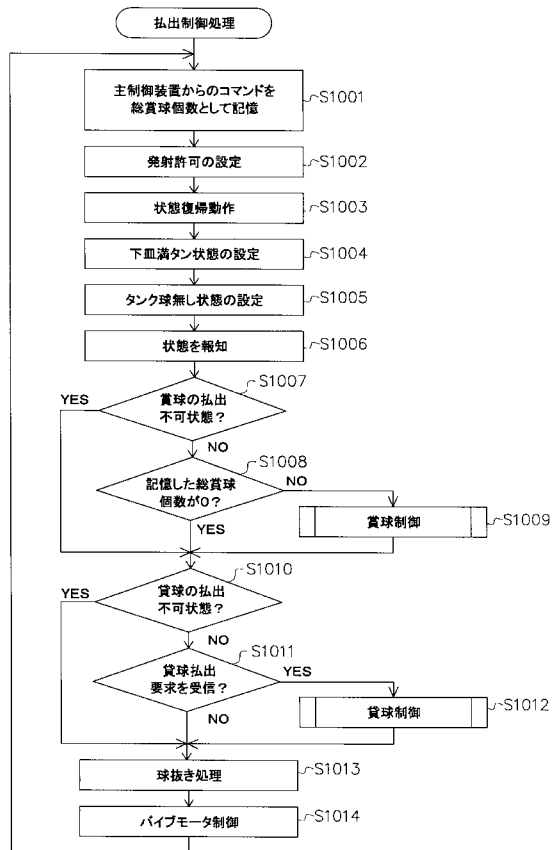 払出制御処理
主制御装置からのコマンドを
総賞球個数として記憶
S1001
発射許可の設定
S1002
状態復帰動作
S1003
下皿満タン状態の設定
S1004
タンク球無し状態の設定
S1005
状態を報知
S1006
S1007
YES
賞球の払出
不可状態?
NO
S1008
記憶した総賞球
個数が0?
NO
YES
賞球制御
S1009
S1010
YES
貸球の払出
不可状態?
NO
S1011
貸球払出
要求を受信?
YES
NO
貸球制御
S1012
球抜き処理
S1013
バイブモータ制御
S1014